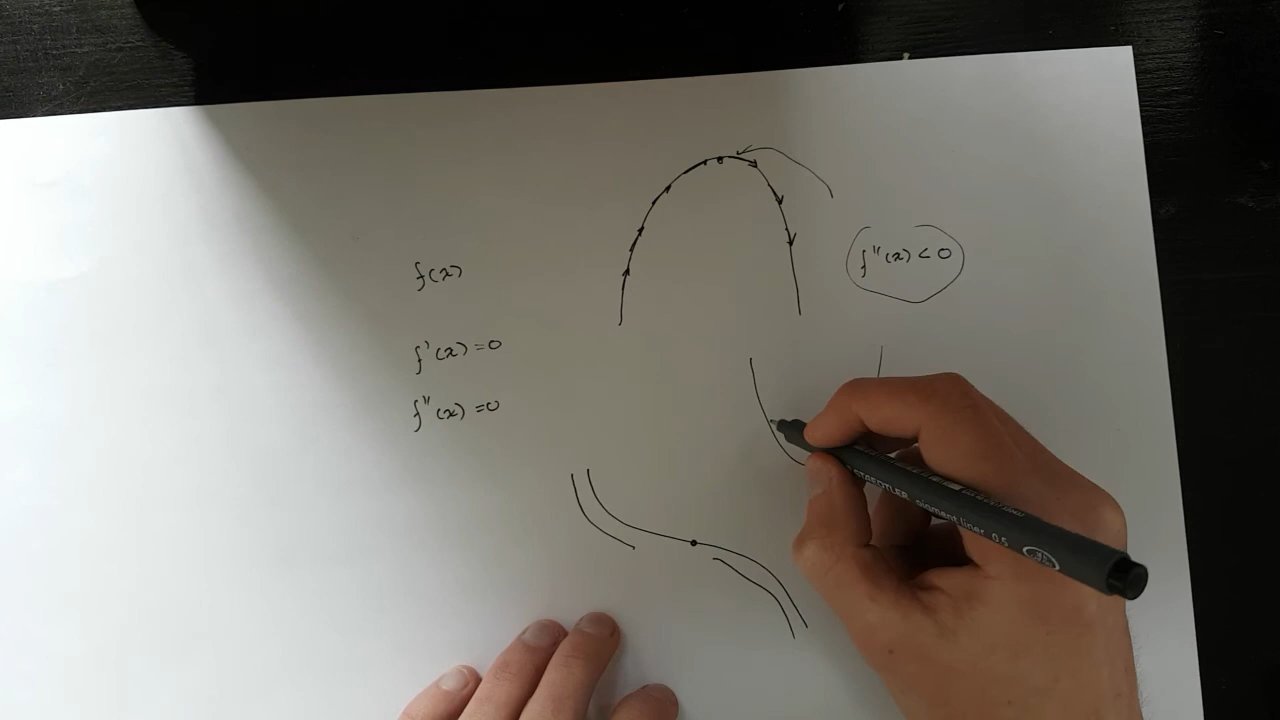 f(x)
f'(x)=0
f''(x)=0
f''(x)<0
STAEDTLER pigment liner 0.5